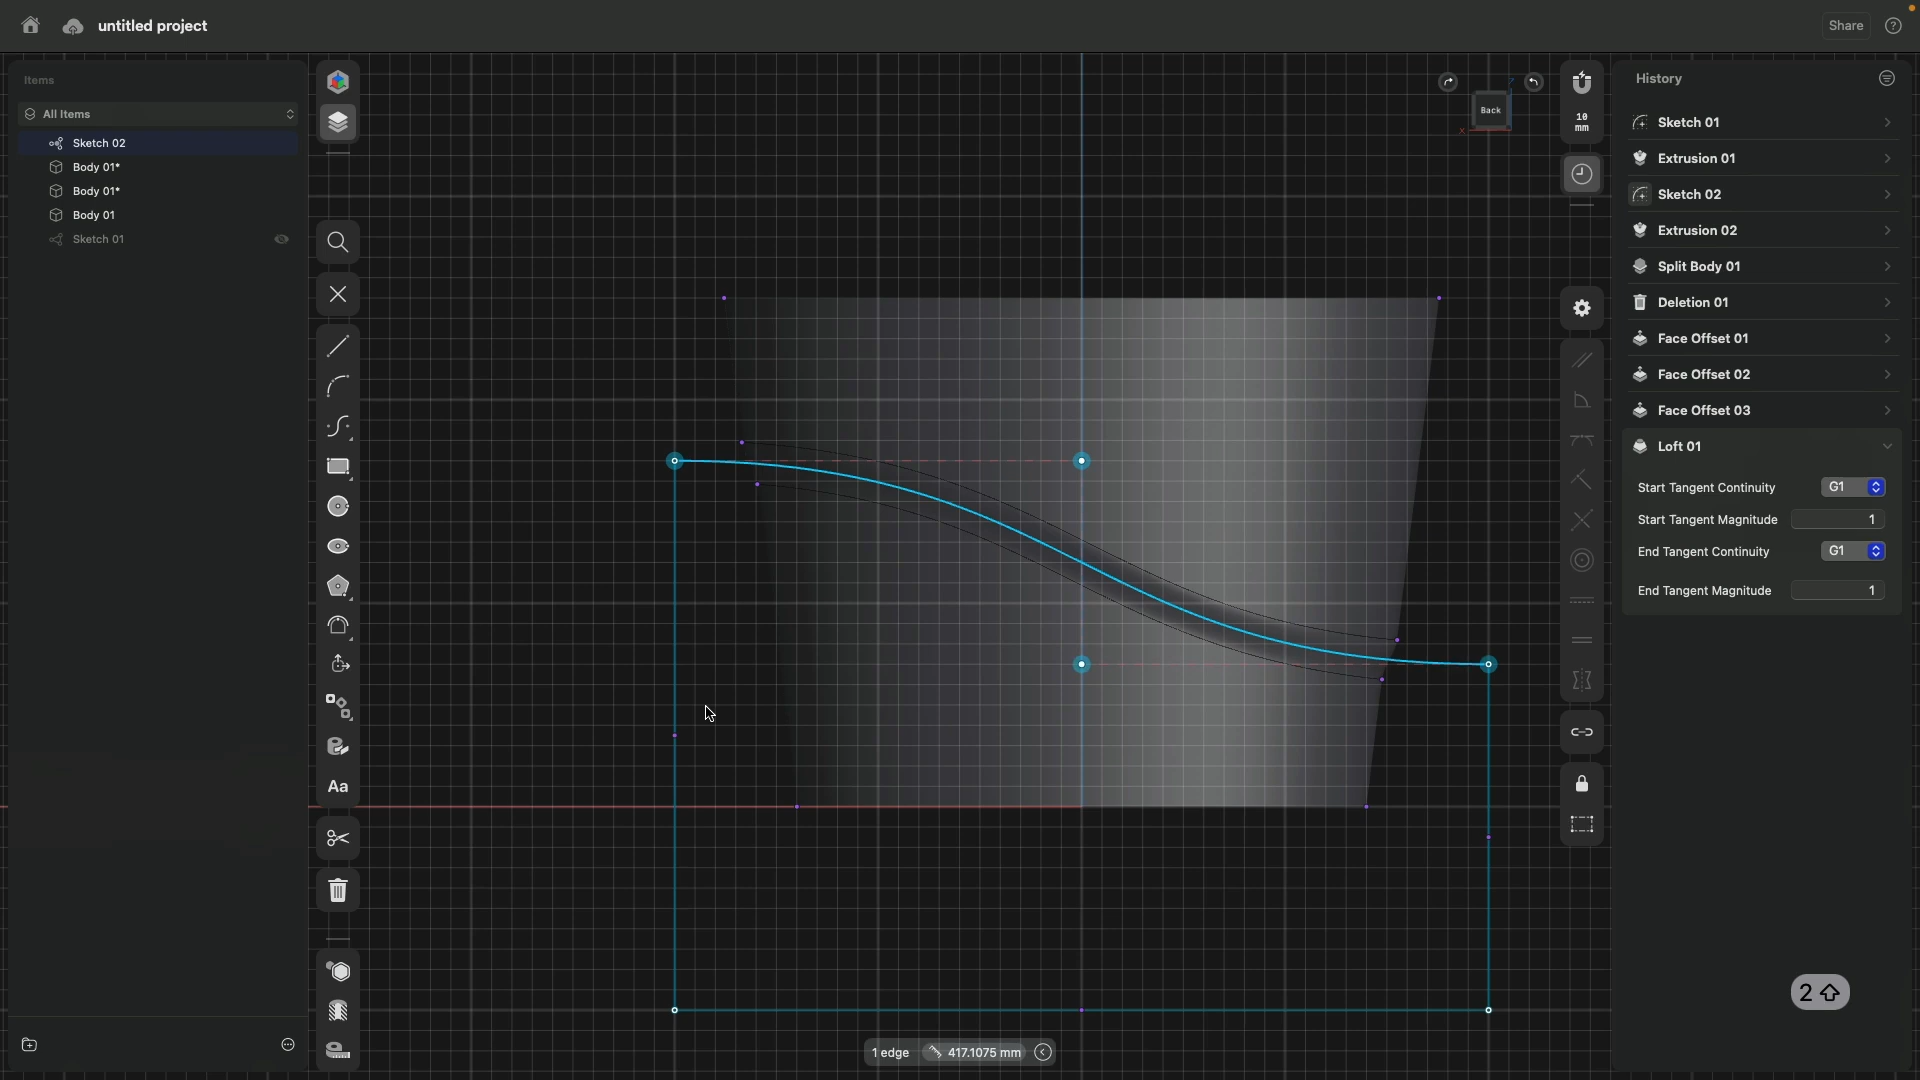 untitled project
Share
Items
All Items
Sketch 02
Body 01*
Body 01*
Body 01
Sketch 01
Aa
Back
X
10
mm
History
Sketch 01
Extrusion 01
Sketch 02
Extrusion 02
Split Body 01
Deletion 01
Face Offset 01
Face Offset 02
Face Offset 03
Loft 01
Start Tangent Continuity G1
Start Tangent Magnitude 1
End Tangent Continuity G1
End Tangent Magnitude 1
2
1 edge 417.1075 mm